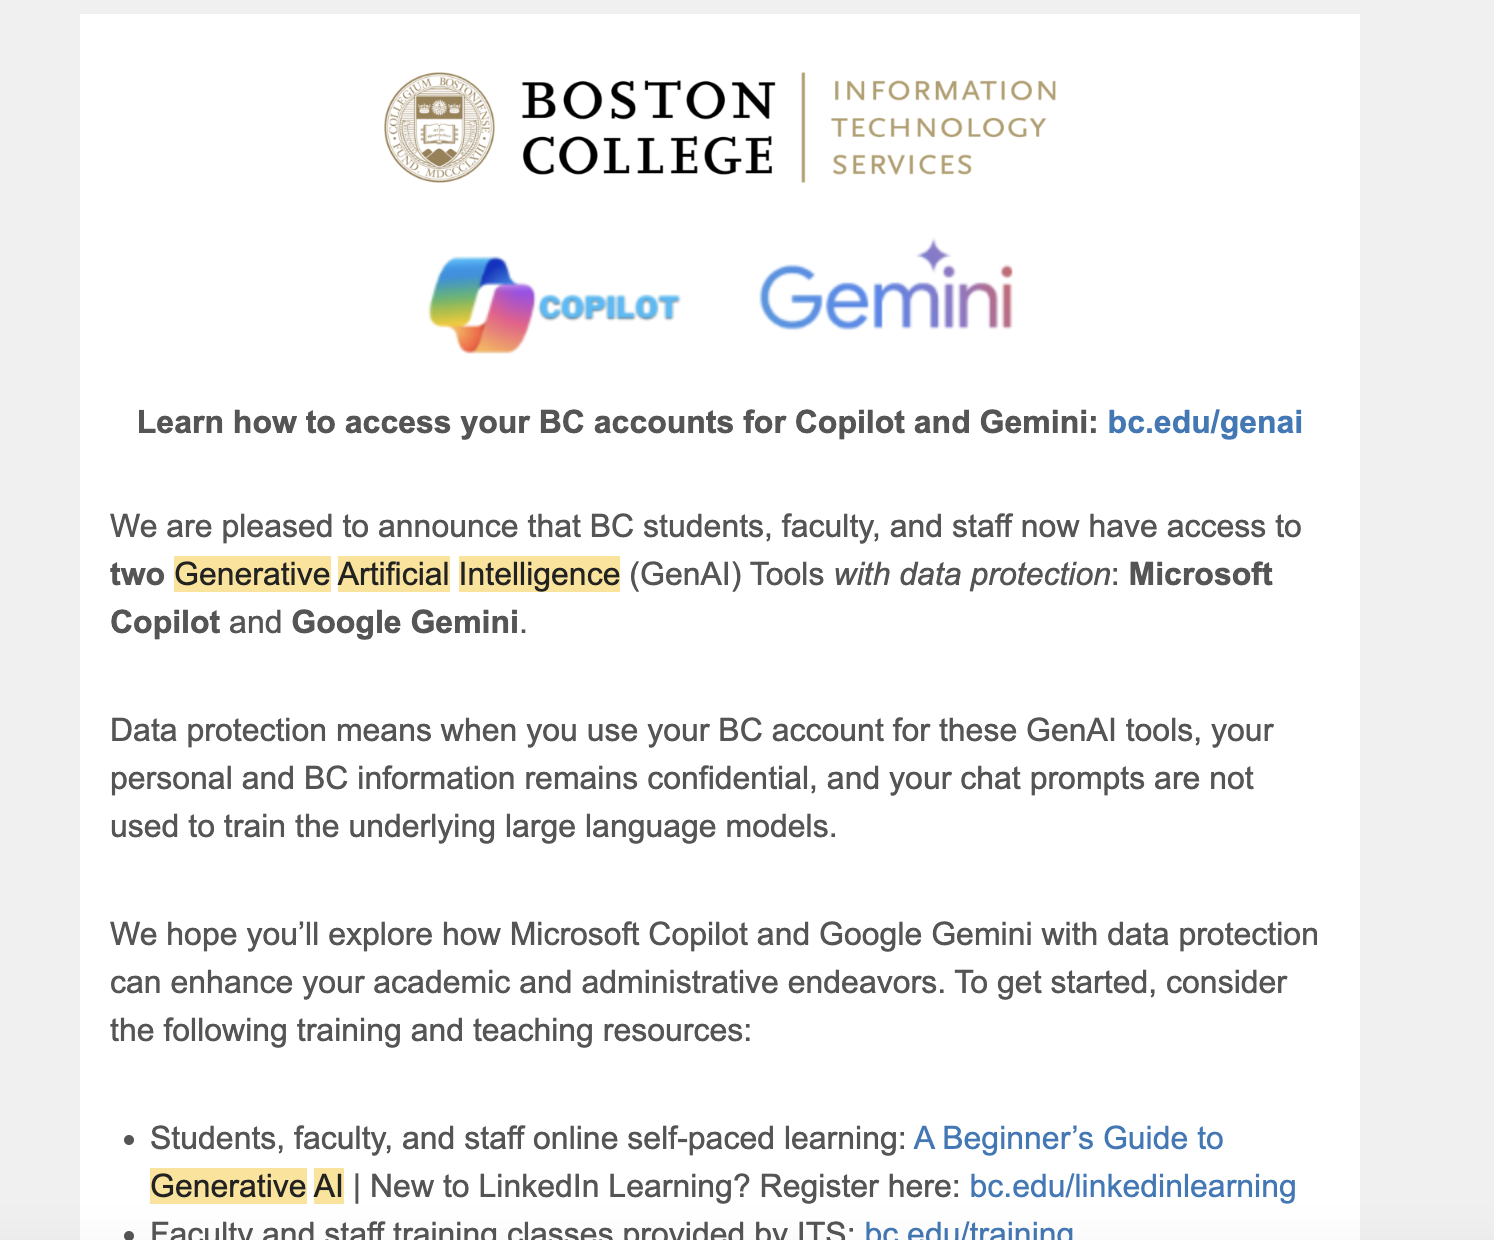 COLLEGIUM BOSTONIENSE
FUND. MDCCCLXIII
BOSTON
COLLEGE
INFORMATION
TECHNOLOGY
SERVICES
COPILOT
Gemini
Learn how to access your BC accounts for Copilot and Gemini: bc.edu/genai
We are pleased to announce that BC students, faculty, and staff now have access to
two Generative Artificial Intelligence (GenAI) Tools with data protection: Microsoft
Copilot and Google Gemini.
Data protection means when you use your BC account for these GenAI tools, your
personal and BC information remains confidential, and your chat prompts are not
used to train the underlying large language models.
We hope you’ll explore how Microsoft Copilot and Google Gemini with data protection
can enhance your academic and administrative endeavors. To get started, consider
the following training and teaching resources:
• Students, faculty, and staff online self-paced learning: A Beginner’s Guide to
Generative AI | New to LinkedIn Learning? Register here: bc.edu/linkedinlearning
• Faculty and staff training classes provided by ITS: bc.edu/training